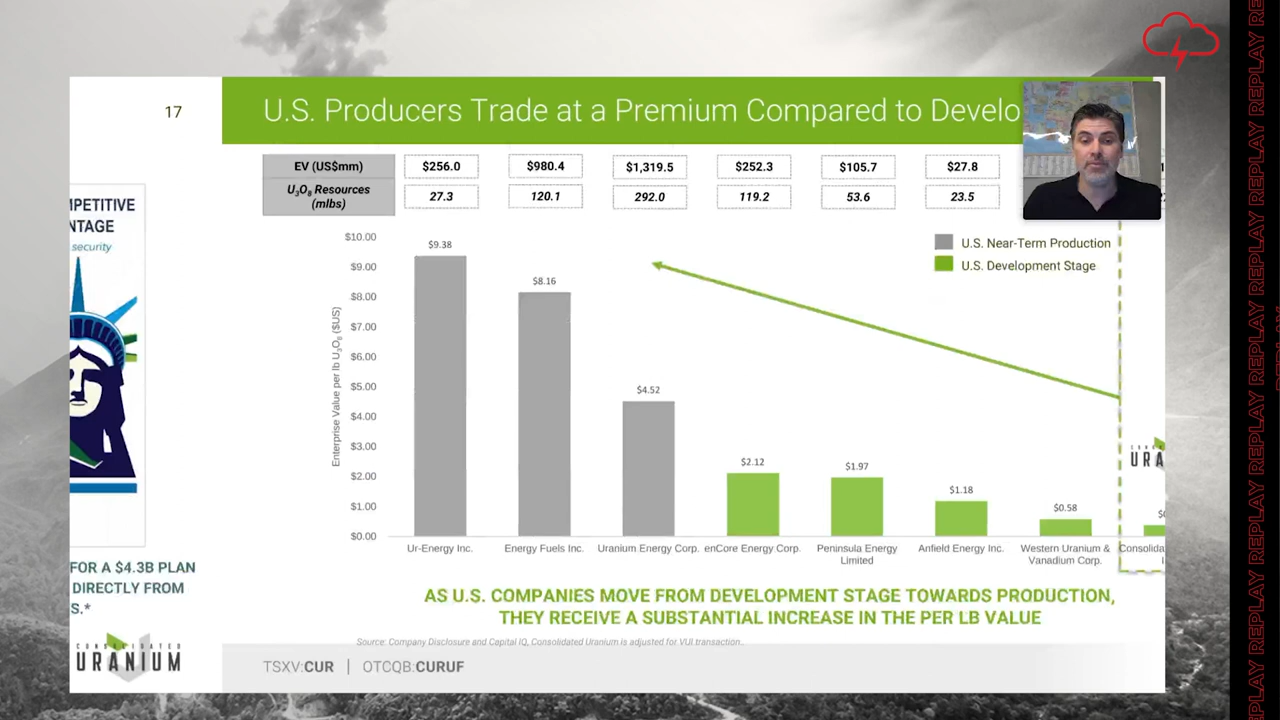 17
U.S. Producers Trade at a Premium Compared to Develo
MPETITIVE
NTAGE
security
FOR A $4.3B PLAN
DIRECTLY FROM
S.*
CONSOLIDATED
URANIUM
EV (US$mm) $256.0 $980.4 $1,319.5 $252.3 $105.7 $27.8
U₃O₈ Resources (mlbs) 27.3 120.1 292.0 119.2 53.6 23.5
U.S. Near-Term Production
U.S. Development Stage
Enterprise Value per lb U₃O₈ ($US)
$10.00
$9.00
$8.00
$7.00
$6.00
$5.00
$4.00
$3.00
$2.00
$1.00
$0.00
$9.38
$8.16
$4.52
$2.12
$1.97
$1.18
$0.58
URA
Ur-Energy Inc.
Energy Fuels Inc.
Uranium Energy Corp.
enCore Energy Corp.
Peninsula Energy
Limited
Anfield Energy Inc.
Western Uranium &
Vanadium Corp.
Consolida
AS U.S. COMPANIES MOVE FROM DEVELOPMENT STAGE TOWARDS PRODUCTION,
THEY RECEIVE A SUBSTANTIAL INCREASE IN THE PER LB VALUE
Source: Company Disclosure and Capital IQ, Consolidated Uranium is adjusted for VUI transaction..
TSXV:CUR | OTCQB:CURUF
REPLAY REPLAY REPLAY REPLAY REPLAY REPLAY